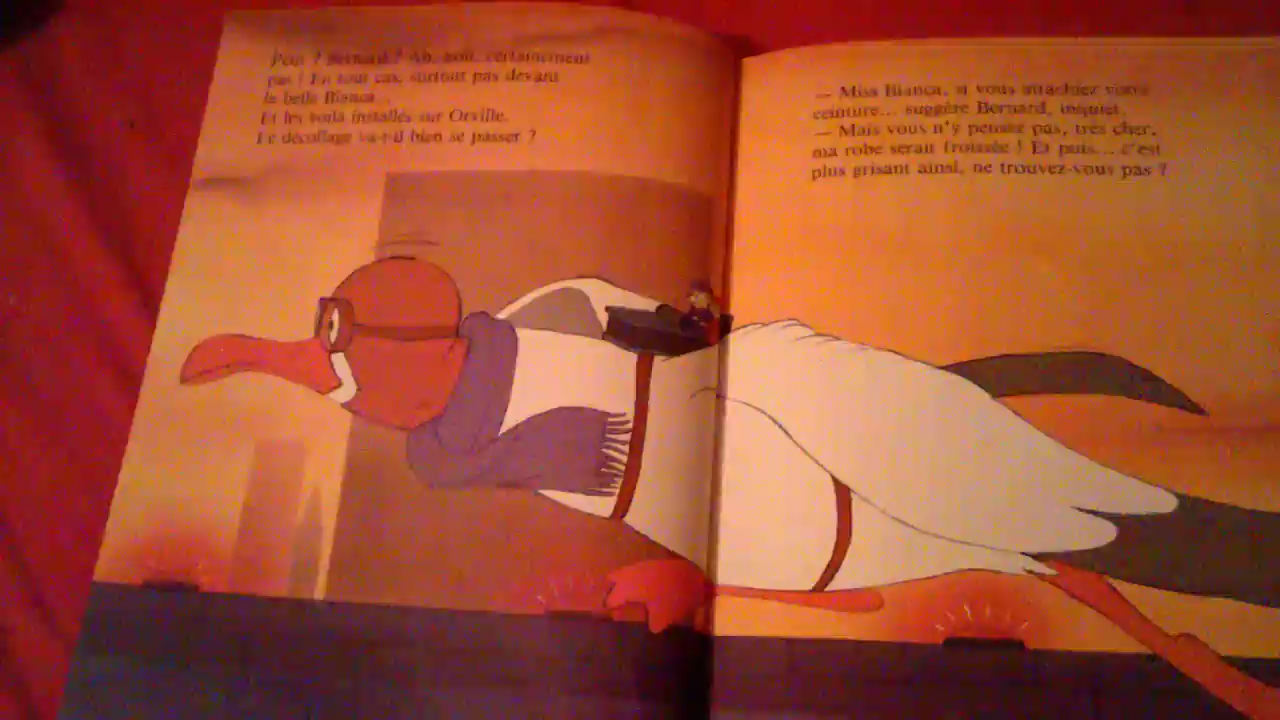 Peur ? Bernard ? Ah, non, certainement
pas ! En tout cas, surtout pas devant
la belle Bianca...
Et les voilà installés sur Orville.
Le décollage va-t-il bien se passer ?
— Miss Bianca, si vous attachiez votre
ceinture... suggère Bernard, inquiet.
— Mais vous n'y pensez pas, très cher,
ma robe serait froissée ! Et puis... c'est
plus grisant ainsi, ne trouvez-vous pas ?